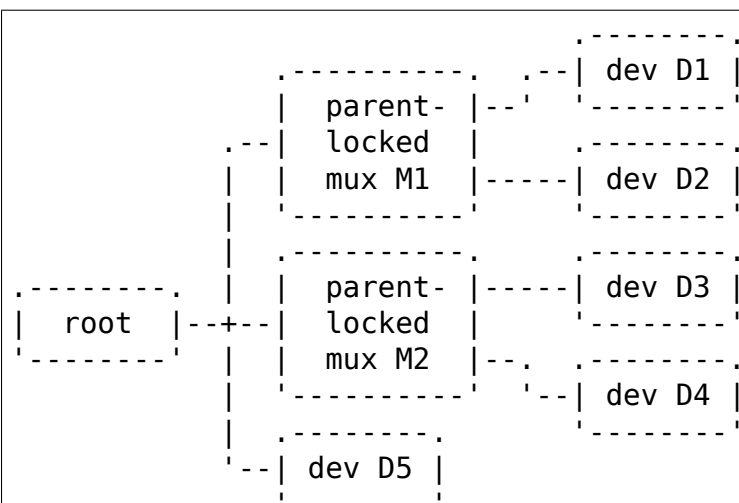 .--------.
                 .----------.  .--| dev D1 |
                 |  parent- |--'  '--------'
              .--|  locked  |     .--------.
              |  |  mux M1  |-----| dev D2 |
              |  '----------'     '--------'
              |  .----------.     .--------.
.--------.    |  |  parent- |-----| dev D3 |
|  root  |--+--|  locked  |     '--------'
'--------'    |  |  mux M2  |--.  .--------.
              |  '----------'  '--| dev D4 |
              |  .--------.       '--------'
              '--| dev D5 |
                 '--------'